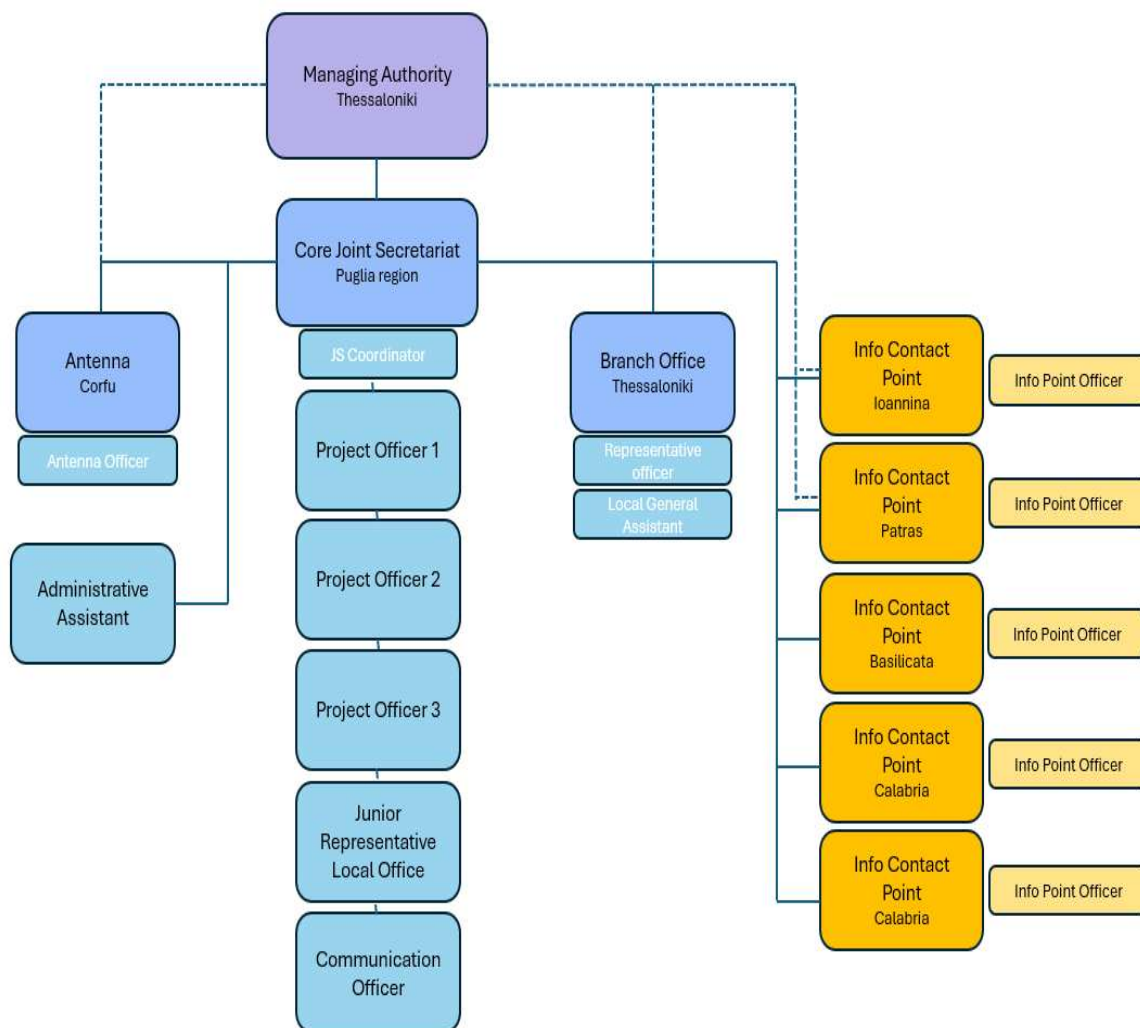 Managing Authority
Thessaloniki
Core Joint Secretariat
Puglia region
Antenna
Corfu
Antenna Officer
Administrative
Assistant
JS Coordinator
Project Officer 1
Project Officer 2
Project Officer 3
Junior
Representative
Local Office
Communication
Officer
Branch Office
Thessaloniki
Representative
officer
Local General
Assistant
Info Contact
Point
Ioannina
Info Point Officer
Info Contact
Point
Patras
Info Point Officer
Info Contact
Point
Basilicata
Info Point Officer
Info Contact
Point
Calabria
Info Point Officer
Info Contact
Point
Calabria
Info Point Officer